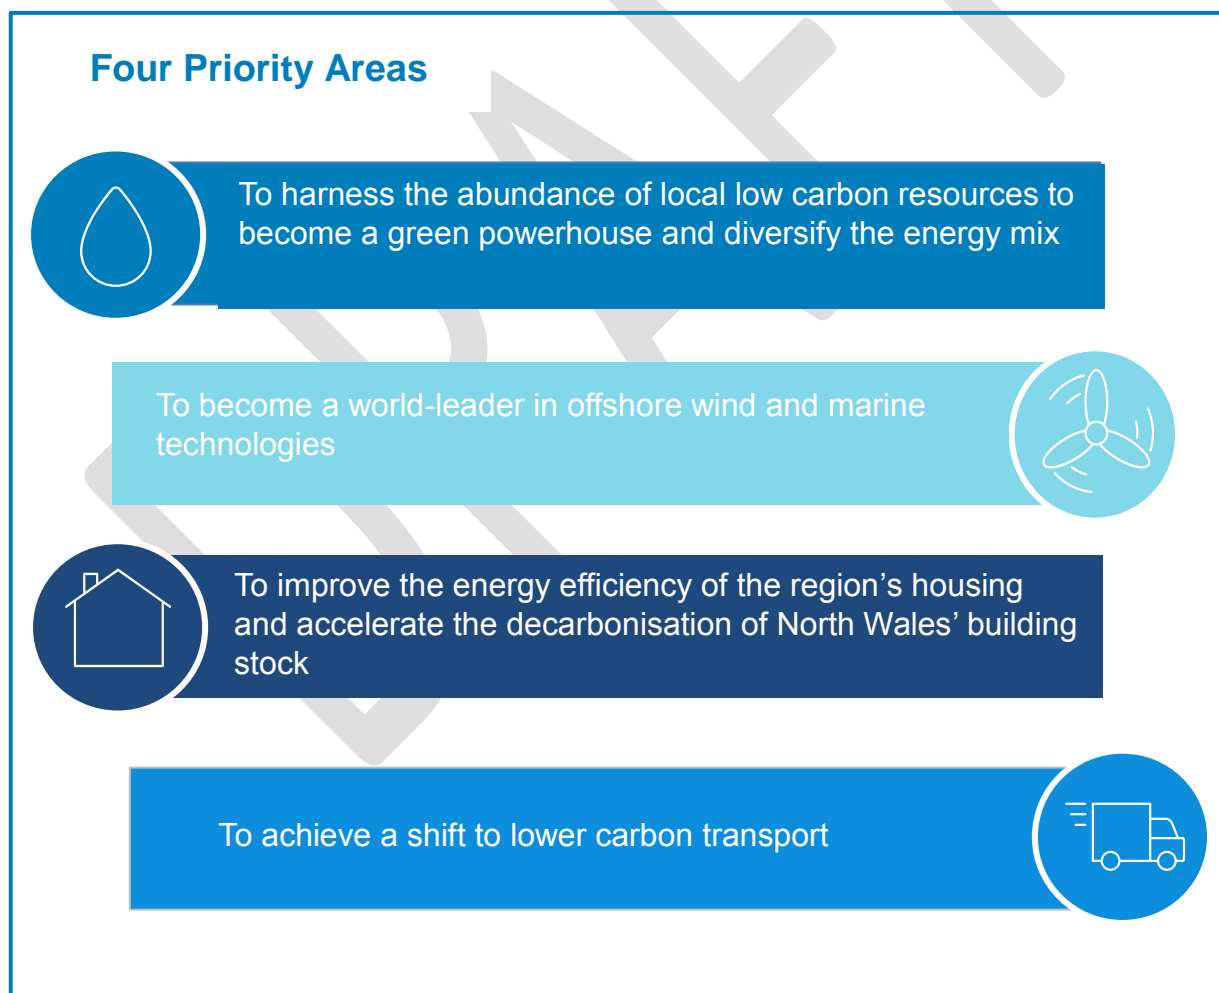 Four Priority Areas
To harness the abundance of local low carbon resources to
become a green powerhouse and diversify the energy mix
To become a world-leader in offshore wind and marine
technologies
To improve the energy efficiency of the region’s housing
and accelerate the decarbonisation of North Wales’ building
stock
To achieve a shift to lower carbon transport